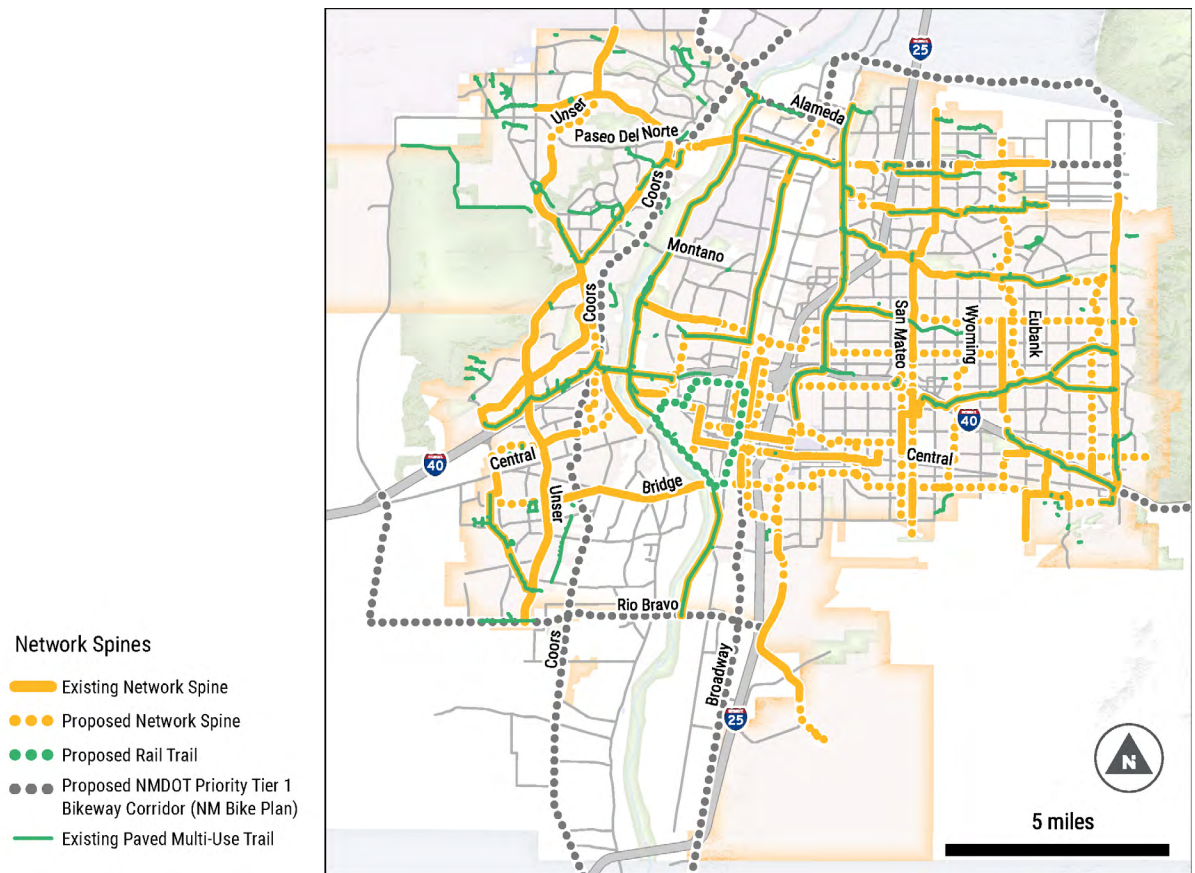 Network Spines
Existing Network Spine
Proposed Network Spine
Proposed Rail Trail
Proposed NMDOT Priority Tier 1
Bikeway Corridor (NM Bike Plan)
Existing Paved Multi-Use Trail
25
Unser
Alameda
Paseo Del Norte
Coors
Montano
Coors
San Mateo
Wyoming
Eubank
40
Central
Central
40
Bridge
Unser
Rio Bravo
Coors
Broadway
25
N
5 miles